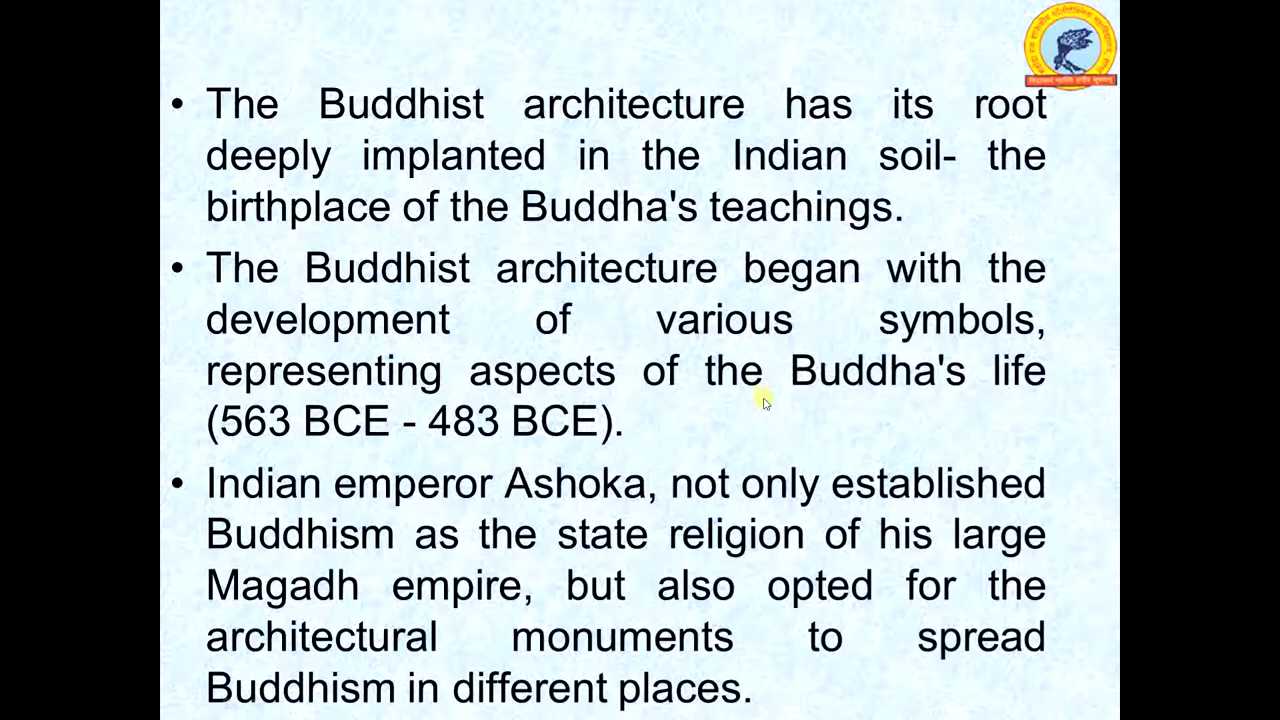 • The Buddhist architecture has its root
deeply implanted in the Indian soil- the
birthplace of the Buddha's teachings.
• The Buddhist architecture began with the
development of various symbols,
representing aspects of the Buddha's life
(563 BCE - 483 BCE).
• Indian emperor Ashoka, not only established
Buddhism as the state religion of his large
Magadh empire, but also opted for the
architectural monuments to spread
Buddhism in different places.